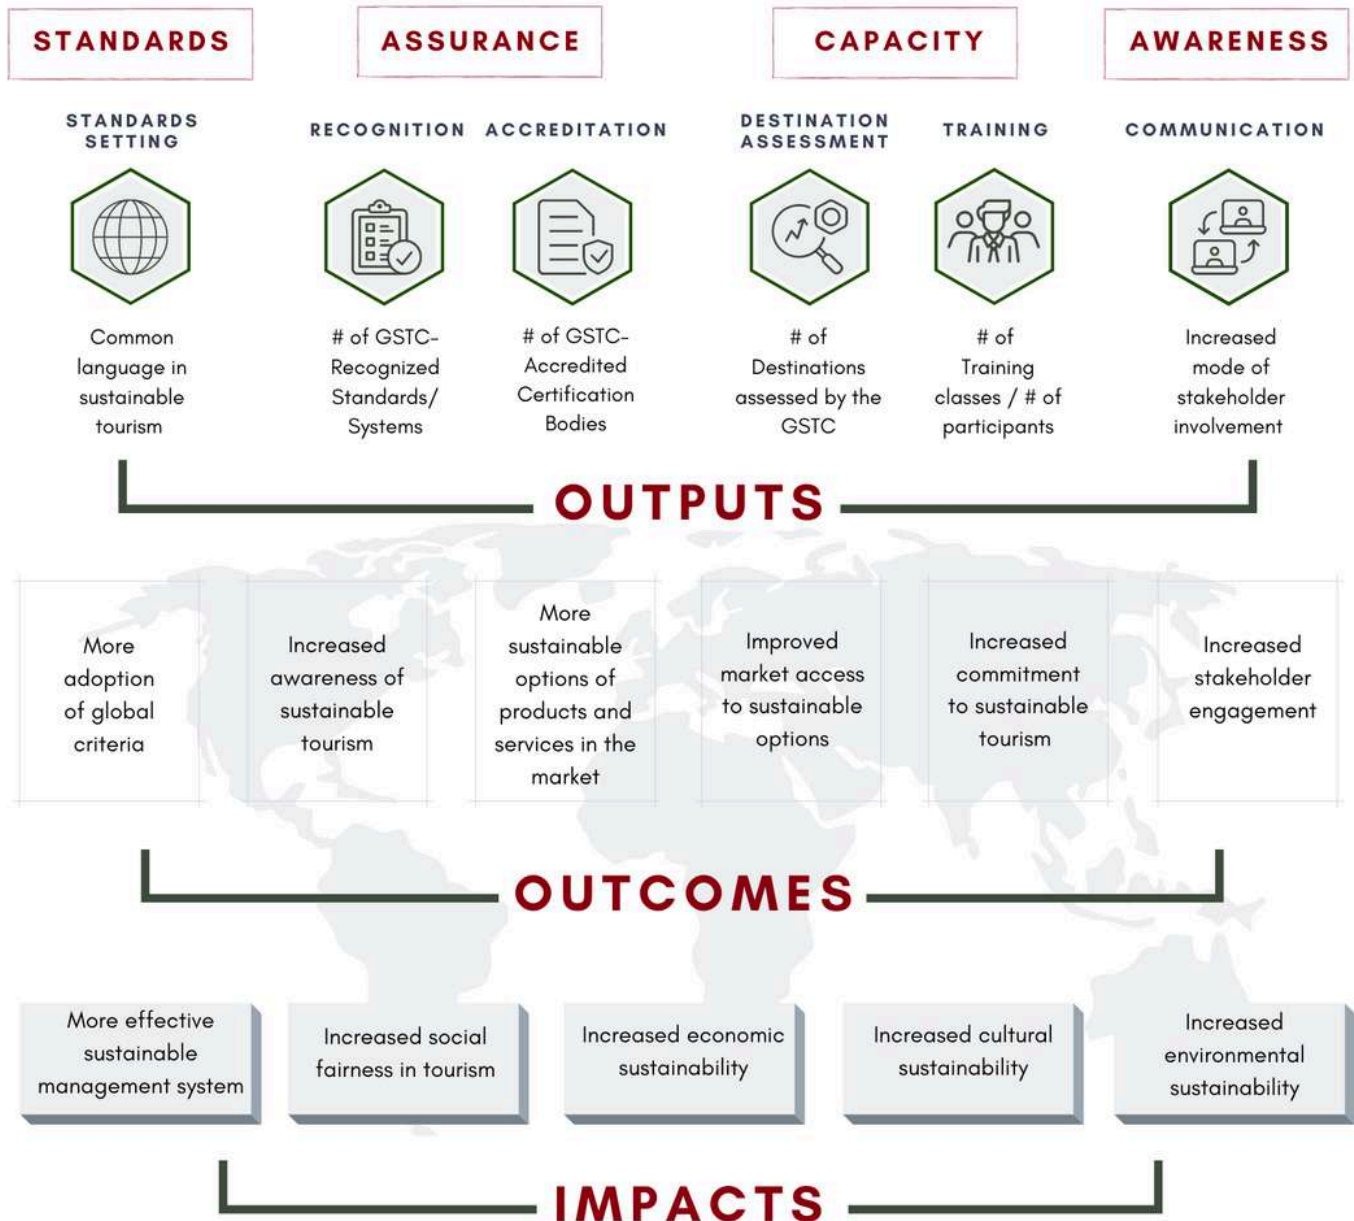 STANDARDS
ASSURANCE
CAPACITY
AWARENESS
STANDARDS
SETTING
RECOGNITION
ACCREDITATION
DESTINATION
ASSESSMENT
TRAINING
COMMUNICATION
Common
language in
sustainable
tourism
# of GSTC-
Recognized
Standards/
Systems
# of GSTC-
Accredited
Certification
Bodies
# of
Destinations
assessed by the
GSTC
# of
Training
classes / # of
participants
Increased
mode of
stakeholder
involvement
OUTPUTS
More
adoption
of global
criteria
Increased
awareness of
sustainable
tourism
More
sustainable
options of
products and
services in the
market
Improved
market access
to sustainable
options
Increased
commitment
to sustainable
tourism
Increased
stakeholder
engagement
OUTCOMES
More effective
sustainable
management system
Increased social
fairness in tourism
Increased economic
sustainability
Increased cultural
sustainability
Increased
environmental
sustainability
IMPACTS